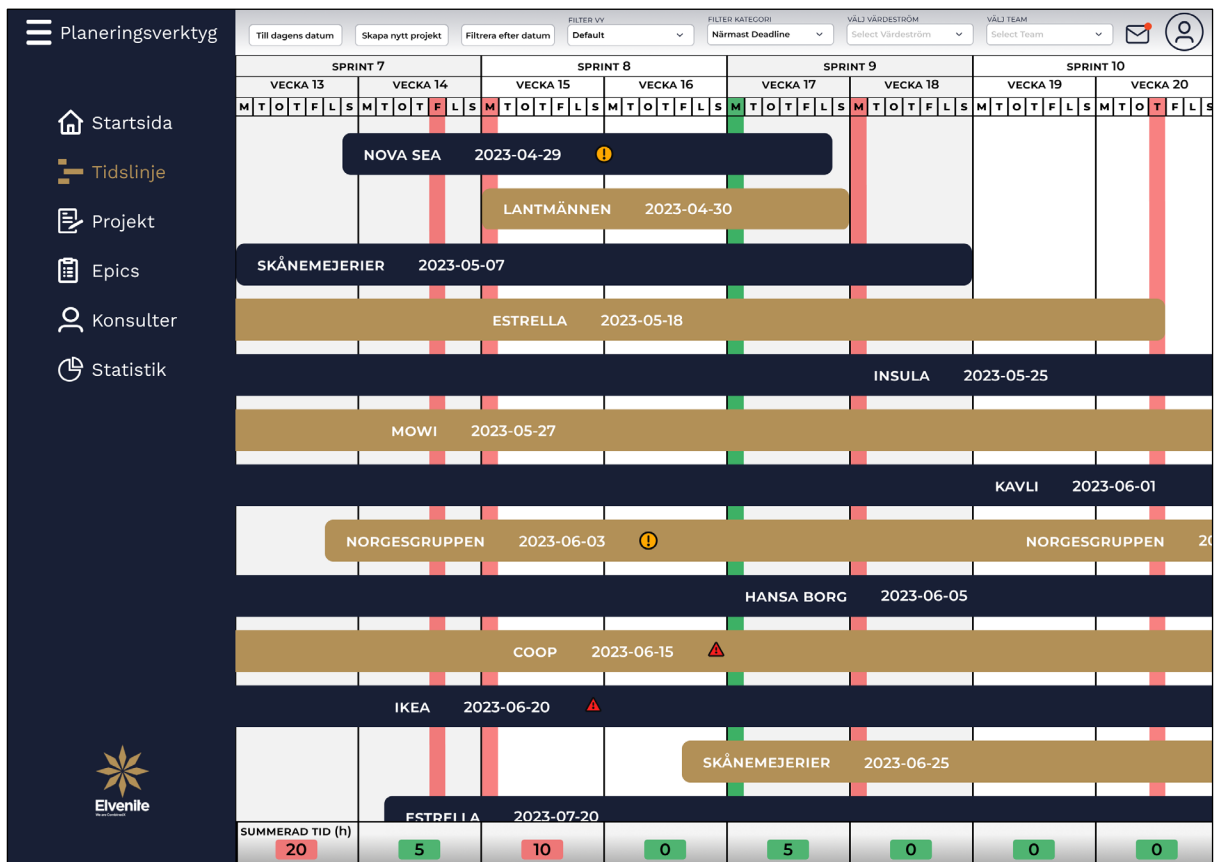 Planeringsverktyg
Startsida
Tidslinje
Projekt
Epics
Konsulter
Statistik
Elvenite
Till dagens datum
Skapa nytt projekt
Filtrera efter datum
FILTER VY
Default
FILTER KATEGORI
Närmast Deadline
VÄLJ VÄRDESTRÖM
Select Värdeström
VÄLJ TEAM
Select Team
SPRINT 7 SPRINT 8 SPRINT 9 SPRINT 10
VECKA 13 VECKA 14 VECKA 15 VECKA 16 VECKA 17 VECKA 18 VECKA 19 VECKA 20
M T O T F L S M T O T F L S M T O T F L S M T O T F L S M T O T F L S M T O T F L S M T O T F L S M T O T F L S
NOVA SEA 2023-04-29
LANTMÄNNEN 2023-04-30
SKÅNEMEJERIER 2023-05-07
ESTRELLA 2023-05-18
INSULA 2023-05-25
MOWI 2023-05-27
KAVLI 2023-06-01
NORGESGRUPPEN 2023-06-03 NORGESGRUPPEN 20
HANSA BORG 2023-06-05
COOP 2023-06-15
IKEA 2023-06-20
SKÅNEMEJERIER 2023-06-25
ESTRELLA 2023-07-20
SUMMERAD TID (h)
20 5 10 0 5 0 0 0